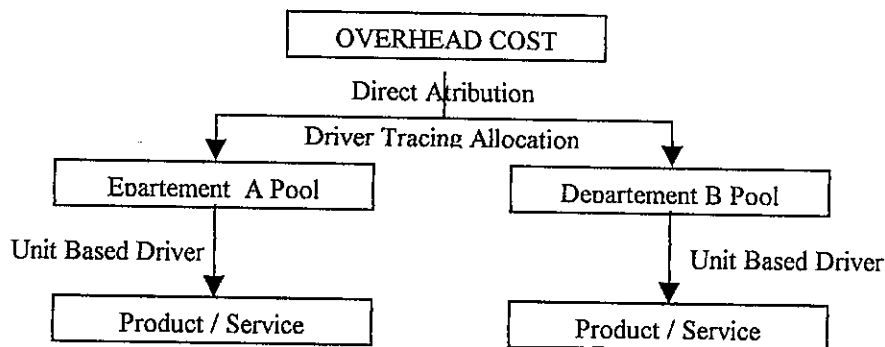 OVERHEAD COST
Direct Atribution
Driver Tracing Allocation
Epartement A Pool
Departement B Pool
Unit Based Driver
Unit Based Driver
Product / Service
Product / Service